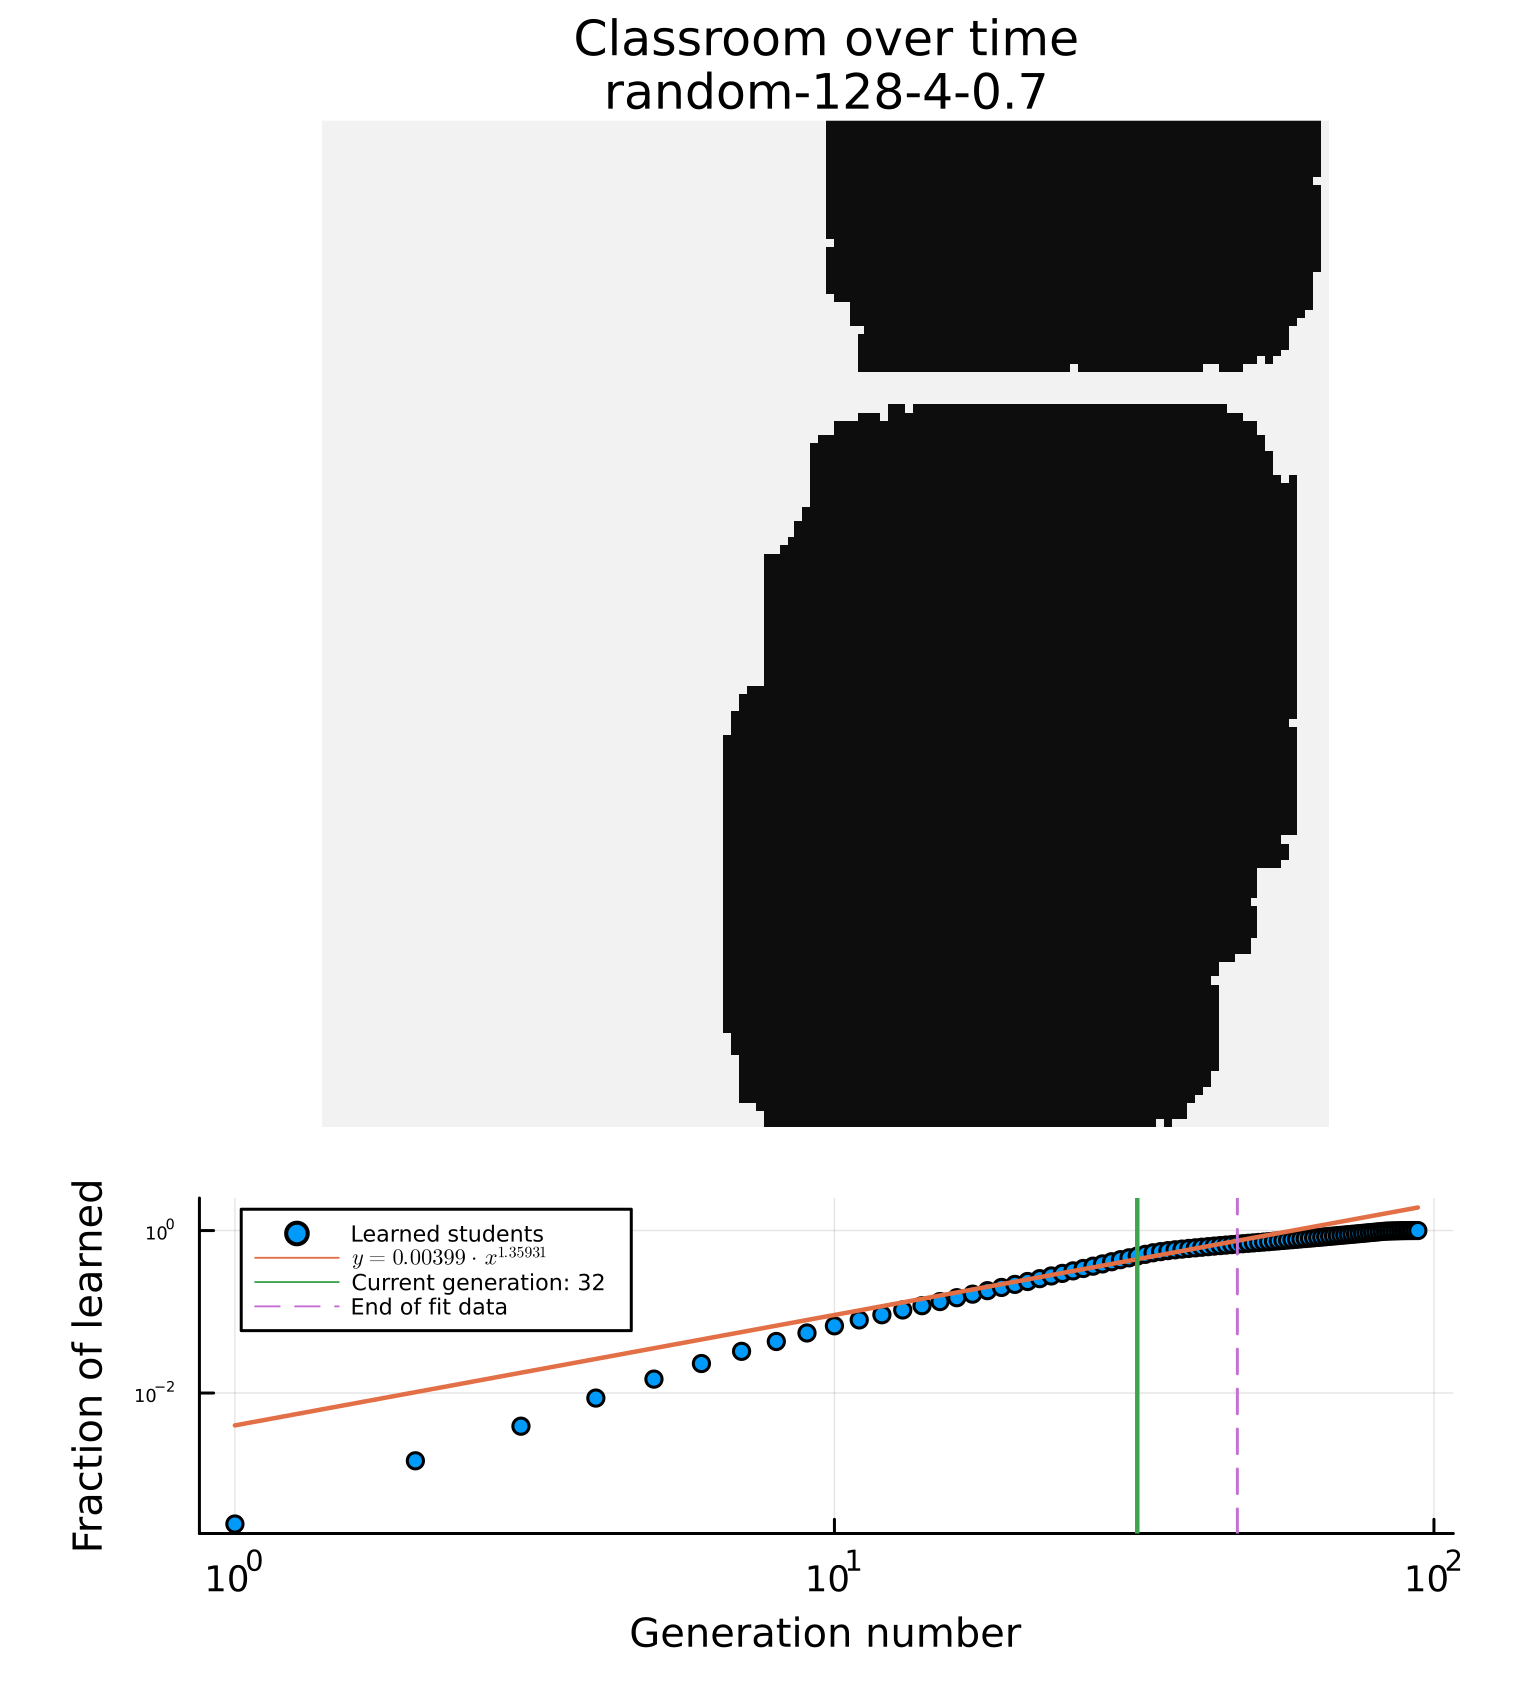 Classroom over time
random-128-4-0.7
Fraction of learned
10^0
10^-2
Learned students
y = 0.00399 · x^1.35931
Current generation: 32
End of fit data
10^0 10^1 10^2
Generation number